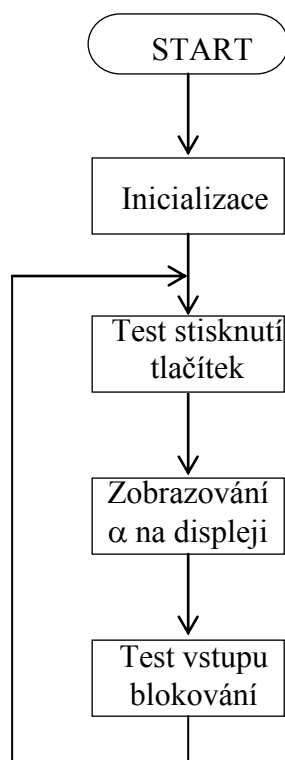 START
Inicializace
Test stisknutí
tlačítek
Zobrazování
α na displeji
Test vstupu
blokování